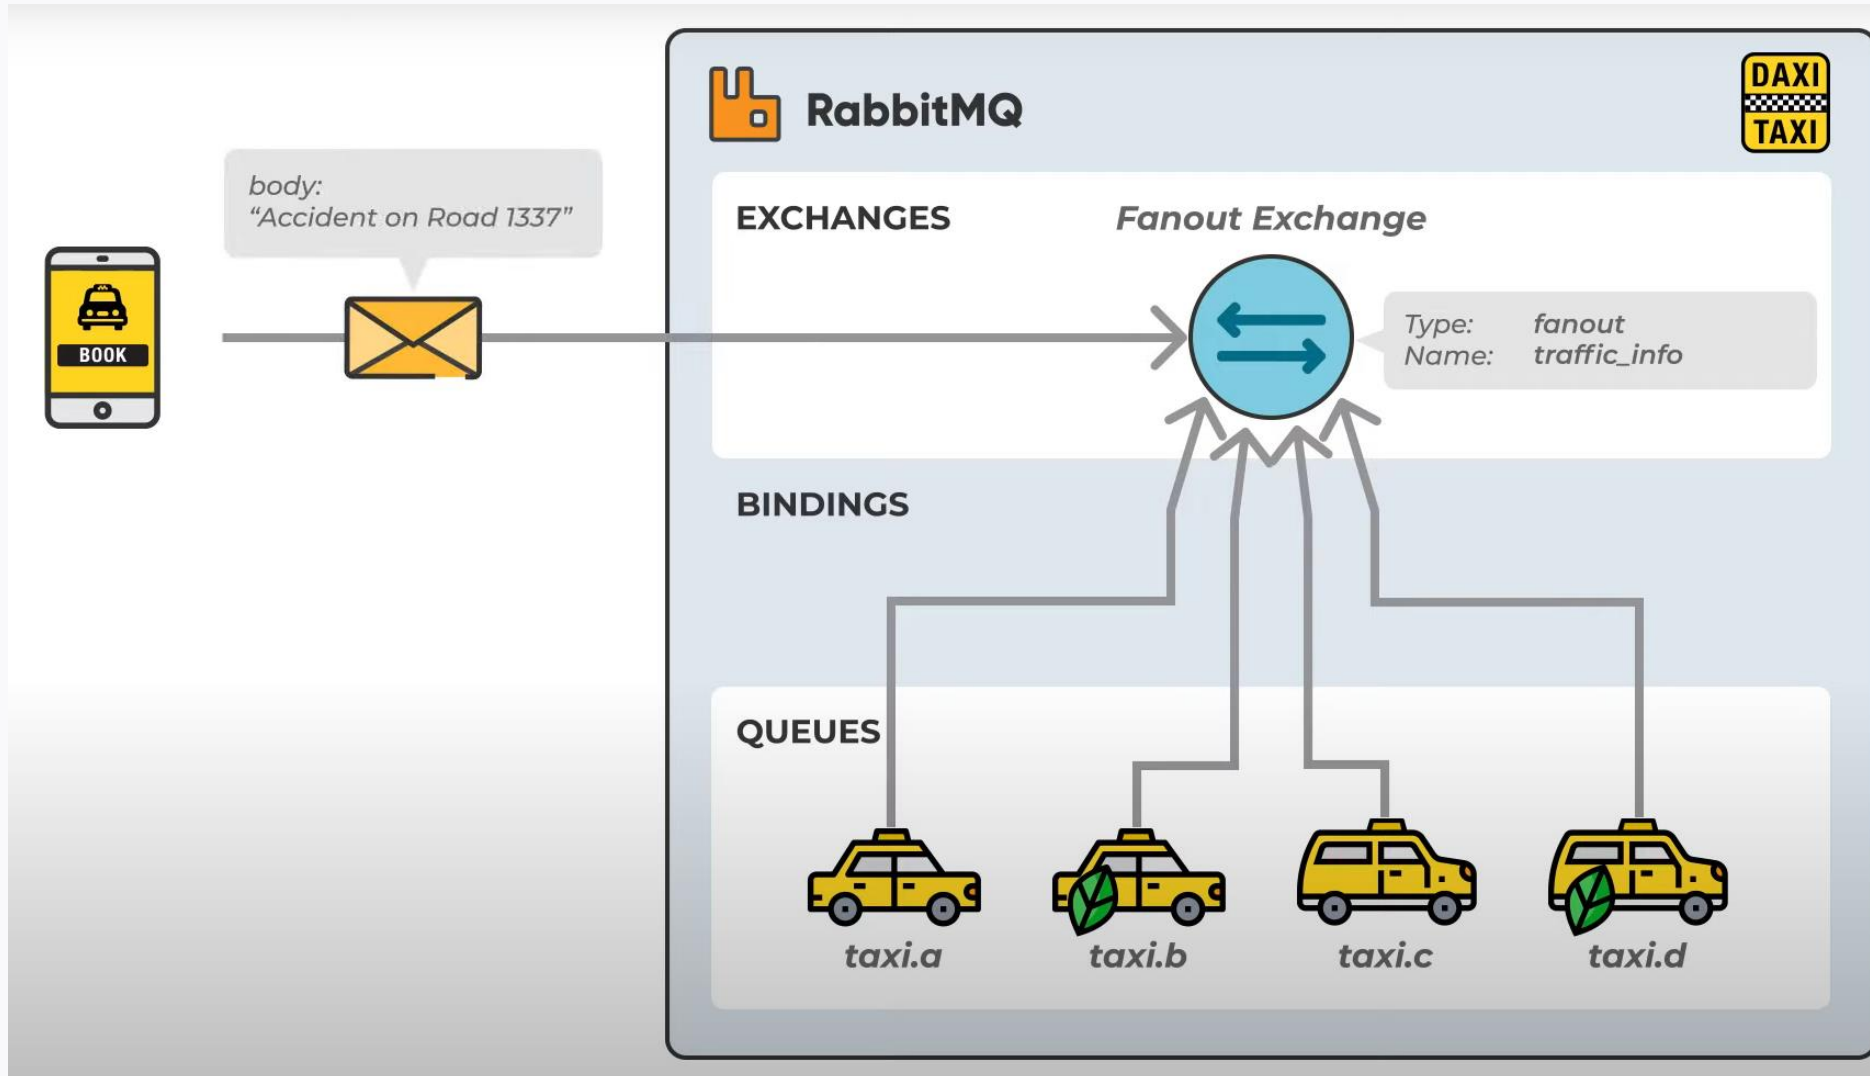 RabbitMQ
DAXI
TAXI
body:
“Accident on Road 1337”
EXCHANGES
Fanout Exchange
BOOK
Type: fanout
Name: traffic_info
BINDINGS
QUEUES
taxi.a
taxi.b
taxi.c
taxi.d